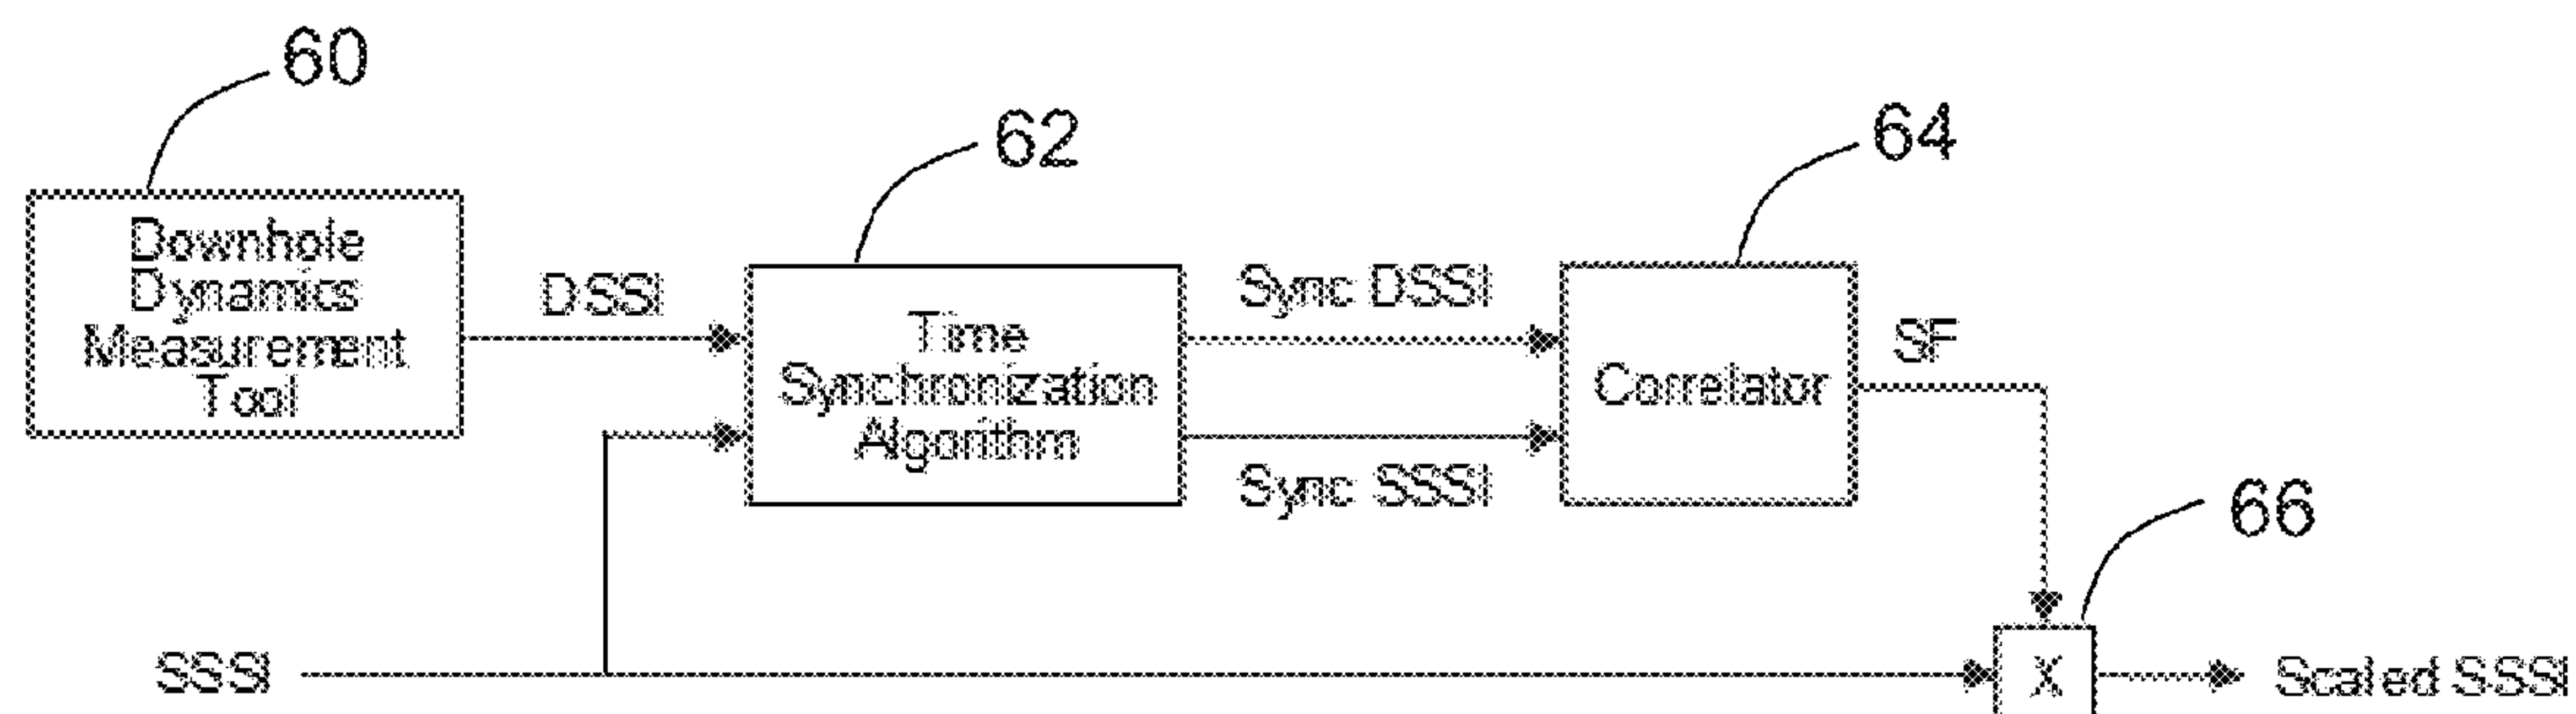 60
62
64
Downhole
Dynamics
Measurement
Tool
DSSI
Time
Synchronization
Algorithm
Sync DSSI
Sync SSSI
Correlator
SF
66
SSSI
X
Scaled SSSI